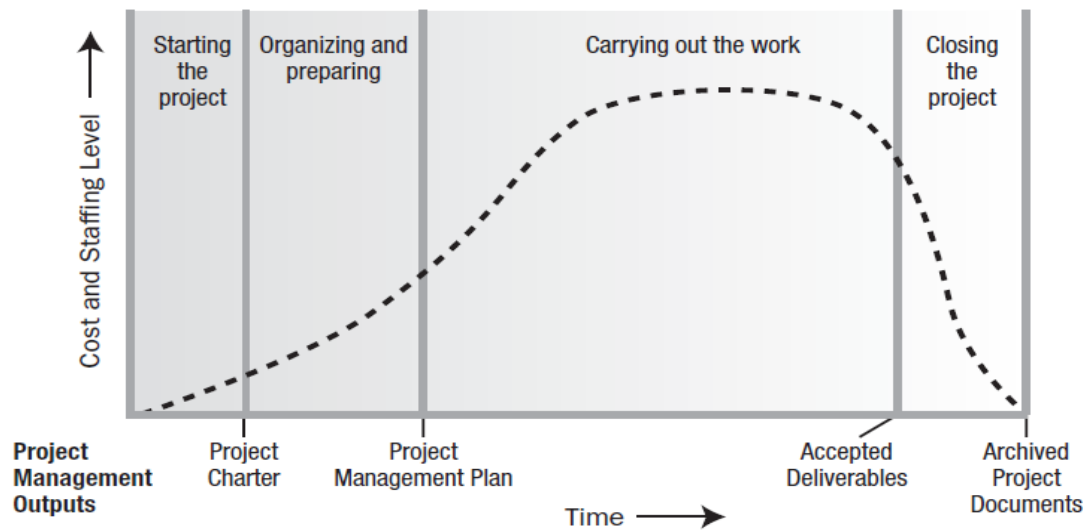 Starting
the
project
Organizing and
preparing
Carrying out the work
Closing
the
project
Cost and Staffing Level
Project
Management
Outputs
Project
Charter
Project
Management Plan
Accepted
Deliverables
Archived
Project
Documents
Time